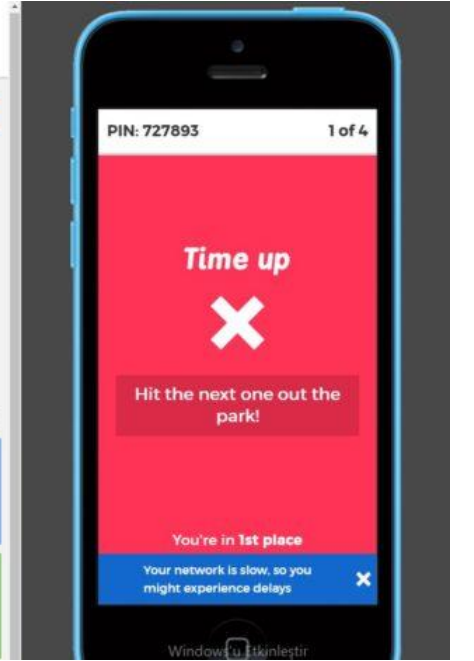 PIN: 727893 1 of 4
Time up
Hit the next one out the
park!
You're in 1st place
Your network is slow, so you
might experience delays
Windows'u Etkinleştir